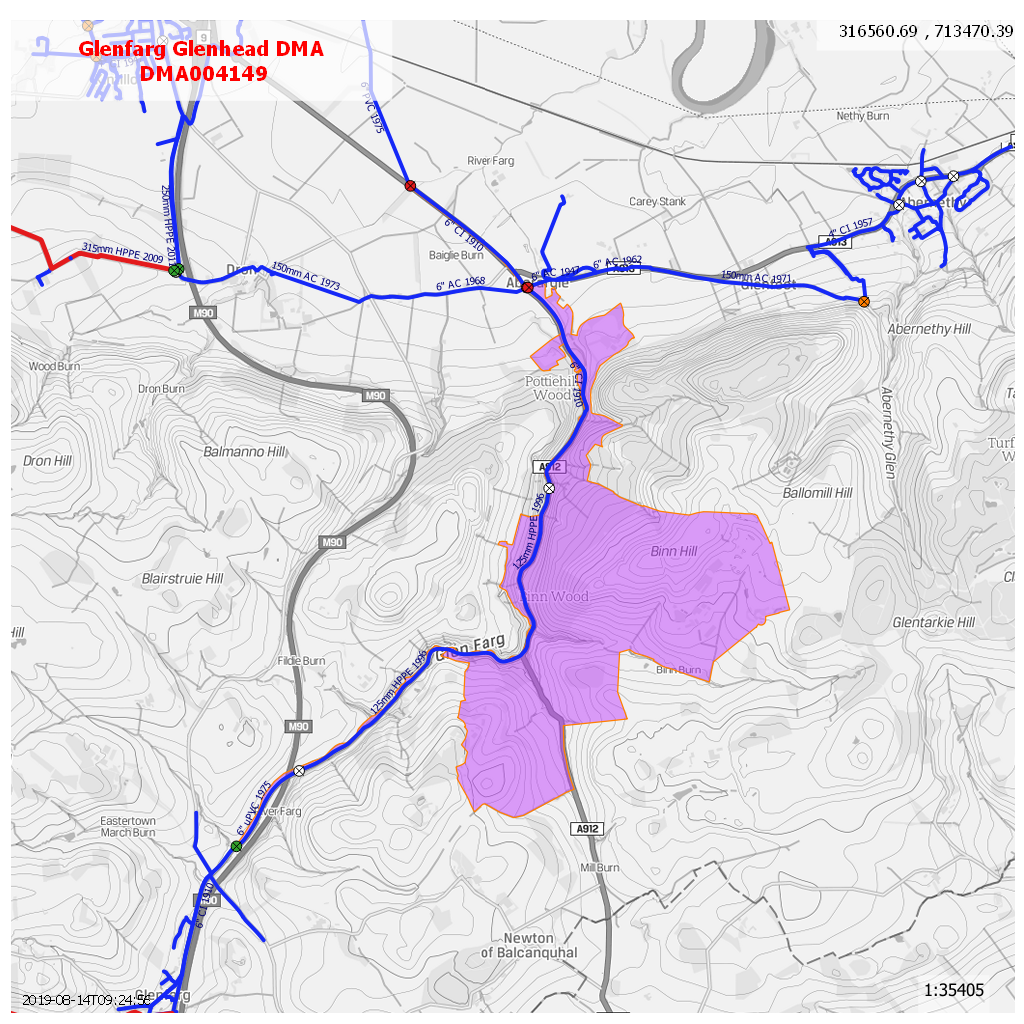 Glenfarg Glenhead DMA
DMA004149
316560.69 , 713470.39
9
6" PVC 1975
Nethy Burn
River Farg
Carey Stank
250mm HPPE 201
315mm HPPE 2009
6" CI 1910
Baiglie Burn
4" CI 1957
A913
Abernethy
Dron
150mm AC 1973
6" AC 1968
6" AC 1947
6" AC 1962
A913
150mm AC 1971
Glenfoot
M90
Abernethy Hill
Wood Burn
Dron Burn
M90
Pottiehill
Wood
6" CI 1910
Abernethy Glen
Dron Hill
Balmanno Hill
A912
Ballomill Hill
125mm HPPE 1996
M90
Binn Hill
Blairstruie Hill
Binn Wood
Glentarkie Hill
Hill
Glen Farg
Fildie Burn
Binn Burn
125mm HPPE 1996
M90
6" uPVC 1975
River Farg
Eastertown
March Burn
A912
Mill Burn
M90
6" CI 1910
Newton
of Balcanquhal
Glenfarg
2019-08-14T09:24:56
1:35405